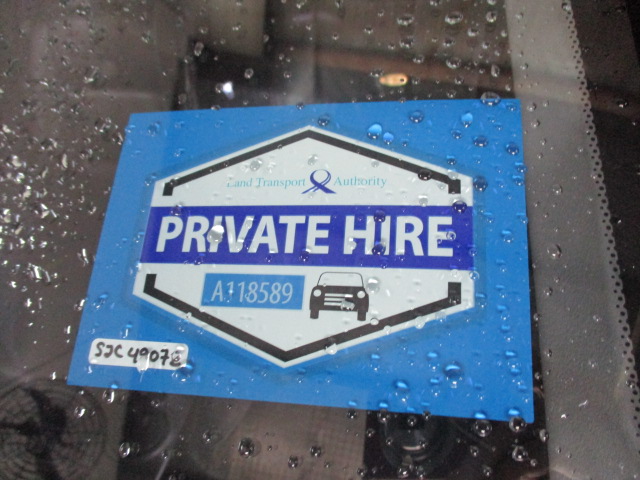 Land Transport Authority
PRIVATE HIRE
A118589
SJC 4907E